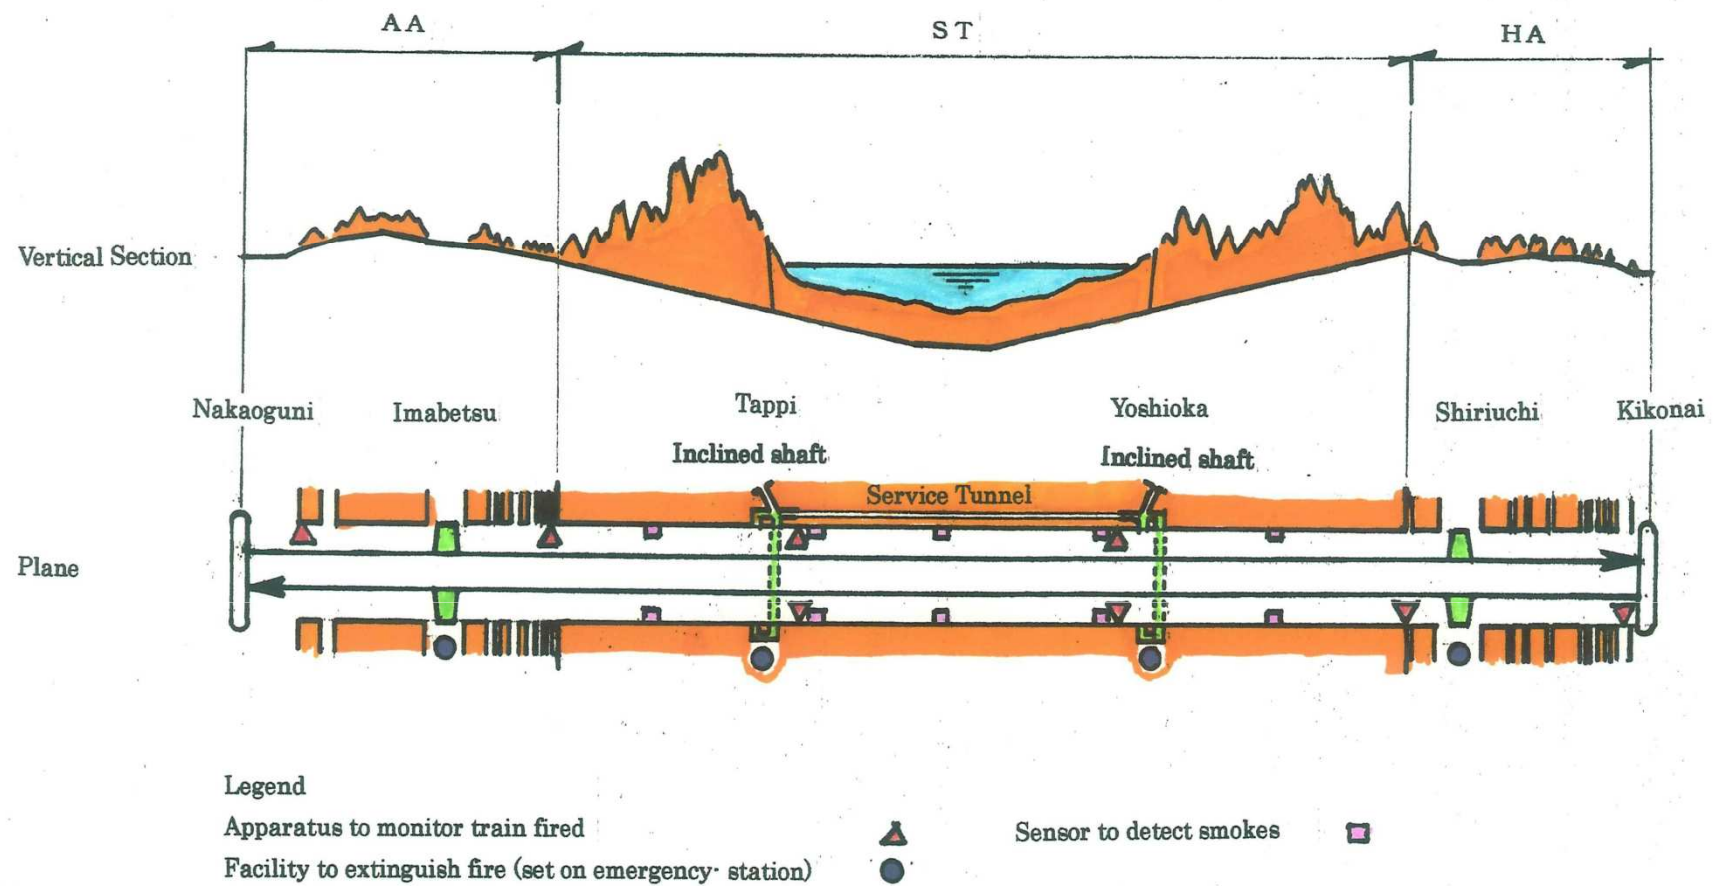 AA ST HA
Vertical Section
Nakaoguni Imabetsu Tappi Yoshioka Shiriuchi Kikonai
Inclined shaft Inclined shaft
Service Tunnel
Plane
Legend
Apparatus to monitor train fired Sensor to detect smokes
Facility to extinguish fire (set on emergency· station)